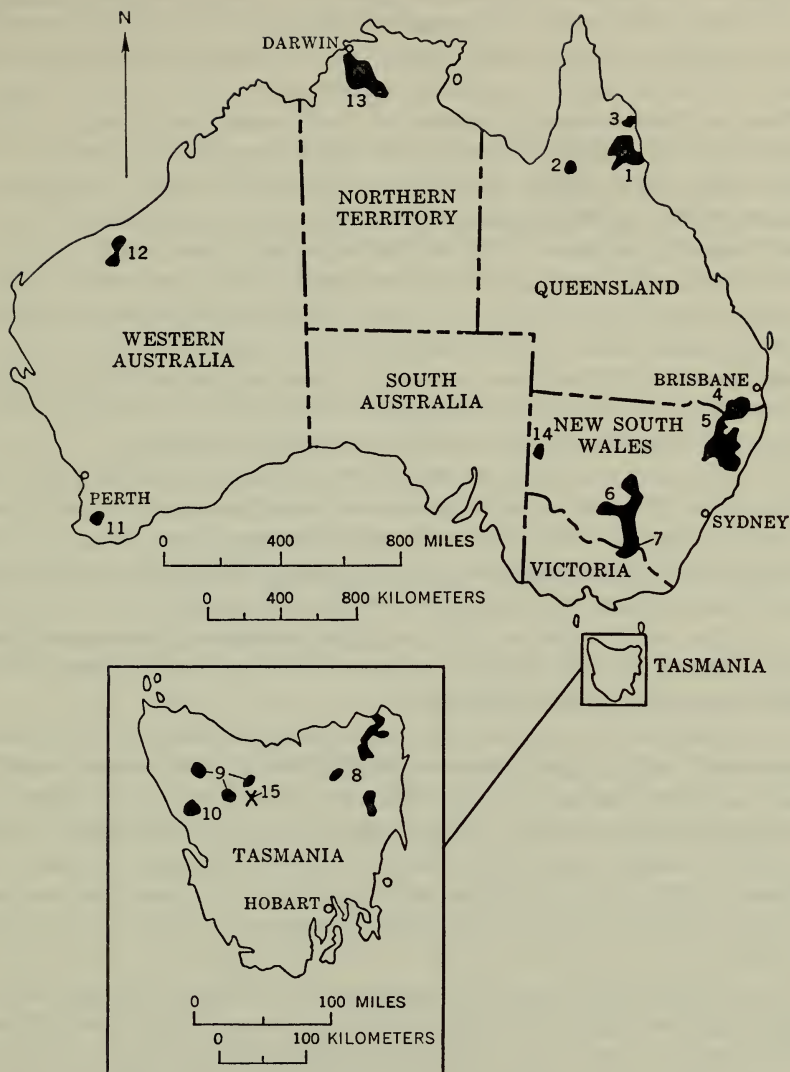 N
DARWIN
13
3
2
1
NORTHERN
TERRITORY
12
QUEENSLAND
WESTERN
AUSTRALIA
SOUTH
AUSTRALIA
BRISBANE
4
5
NEW SOUTH
WALES
14
6
PERTH
11
SYDNEY
7
0 400 800 MILES
VICTORIA
0 400 800 KILOMETERS
TASMANIA
9
8
15
10
TASMANIA
HOBART
0 100 MILES
0 100 KILOMETERS